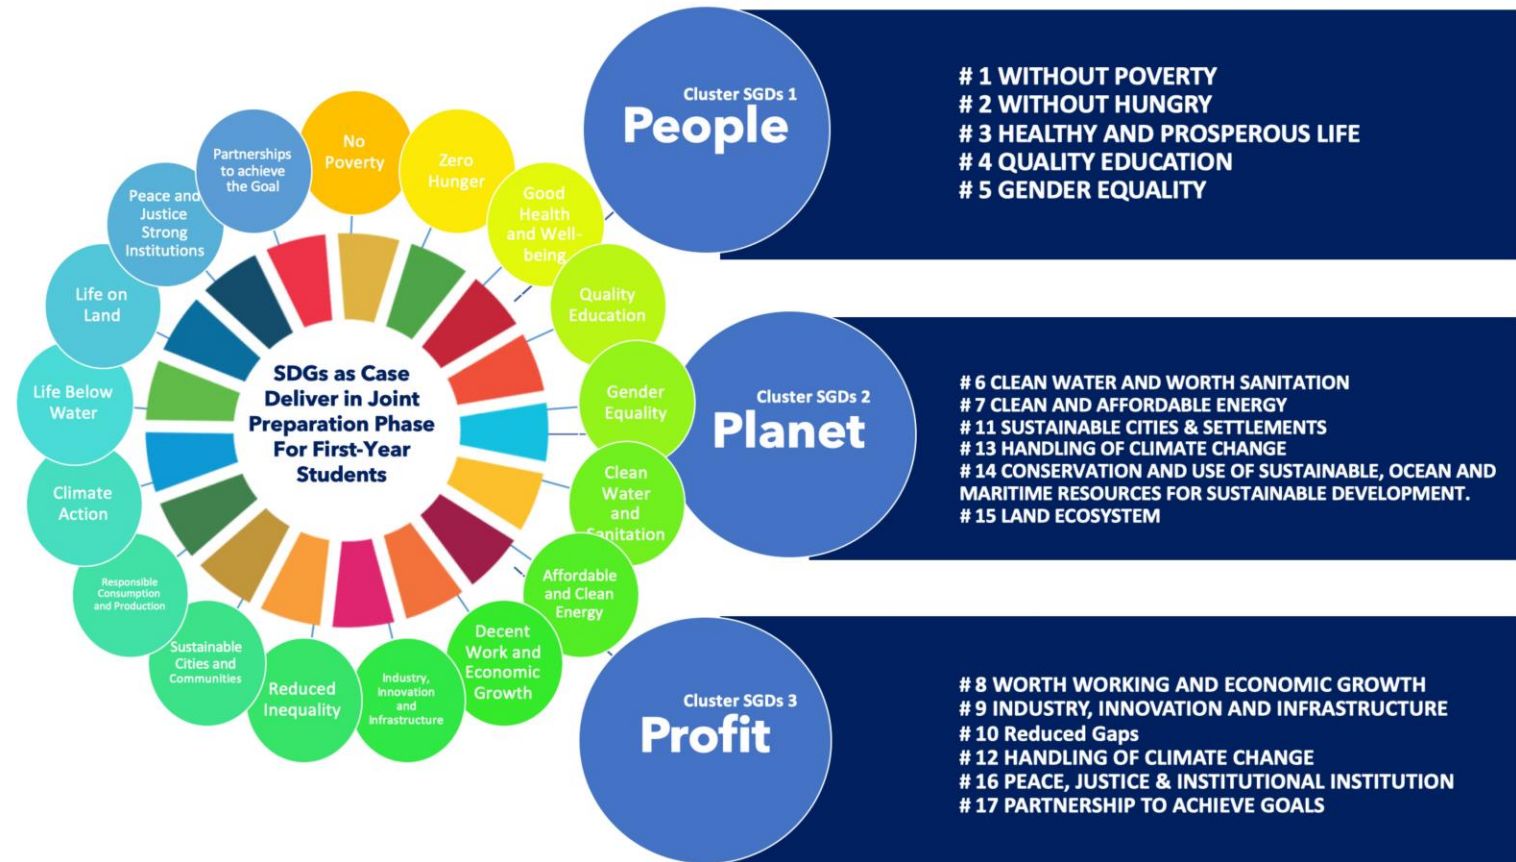 No
Poverty
Zero
Hunger
Good
Health
and Well-
being
Quality
Education
Gender
Equality
Clean
Water
and
Sanitation
Affordable
and Clean
Energy
Decent
Work and
Economic
Growth
Industry,
Innovation
and
Infrastructure
Reduced
Inequality
Sustainable
Cities and
Communities
Responsible
Consumption
and Production
Climate
Action
Life Below
Water
Life on
Land
Peace and
Justice
Strong
Institutions
Partnerships
to achieve
the Goal
SDGs as Case
Deliver in Joint
Preparation Phase
For First-Year
Students
Cluster SGDs 1
People
# 1 WITHOUT POVERTY
# 2 WITHOUT HUNGRY
# 3 HEALTHY AND PROSPEROUS LIFE
# 4 QUALITY EDUCATION
# 5 GENDER EQUALITY
Cluster SGDs 2
Planet
# 6 CLEAN WATER AND WORTH SANITATION
# 7 CLEAN AND AFFORDABLE ENERGY
# 11 SUSTAINABLE CITIES & SETTLEMENTS
# 13 HANDLING OF CLIMATE CHANGE
# 14 CONSERVATION AND USE OF SUSTAINABLE, OCEAN AND
MARITIME RESOURCES FOR SUSTAINABLE DEVELOPMENT.
# 15 LAND ECOSYSTEM
Cluster SGDs 3
Profit
# 8 WORTH WORKING AND ECONOMIC GROWTH
# 9 INDUSTRY, INNOVATION AND INFRASTRUCTURE
# 10 Reduced Gaps
# 12 HANDLING OF CLIMATE CHANGE
# 16 PEACE, JUSTICE & INSTITUTIONAL INSTITUTION
# 17 PARTNERSHIP TO ACHIEVE GOALS